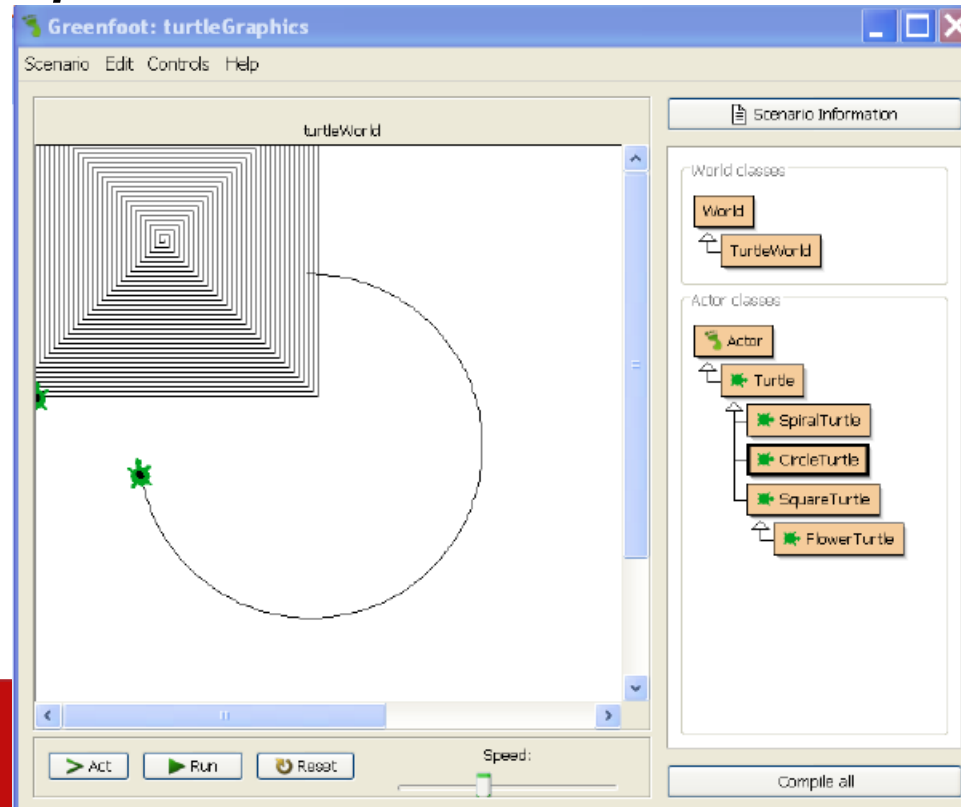 Greenfoot: turtleGraphics
Scenario Edit Controls Help
turtleWorld
Scenario Information
World classes
World
TurtleWorld
Actor classes
Actor
Turtle
SpiralTurtle
CircleTurtle
SquareTurtle
FlowerTurtle
Act
Run
Reset
Speed:
Compile all